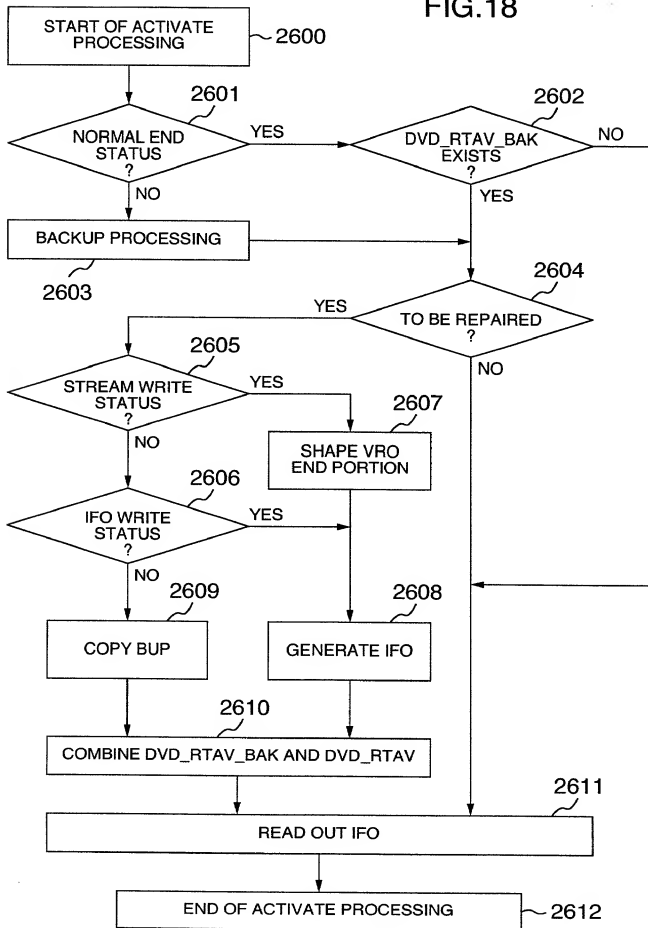 FIG.18
START OF ACTIVATE
PROCESSING
2600
2601
NORMAL END
STATUS
?
YES
NO
2602
DVD_RTAV_BAK
EXISTS
?
NO
YES
BACKUP PROCESSING
2603
2604
TO BE REPAIRED
?
YES
NO
2605
STREAM WRITE
STATUS
?
YES
NO
2607
SHAPE VRO
END PORTION
2606
IFO WRITE
STATUS
?
YES
NO
2609
COPY BUP
2608
GENERATE IFO
2610
COMBINE DVD_RTAV_BAK AND DVD_RTAV
2611
READ OUT IFO
END OF ACTIVATE PROCESSING
2612